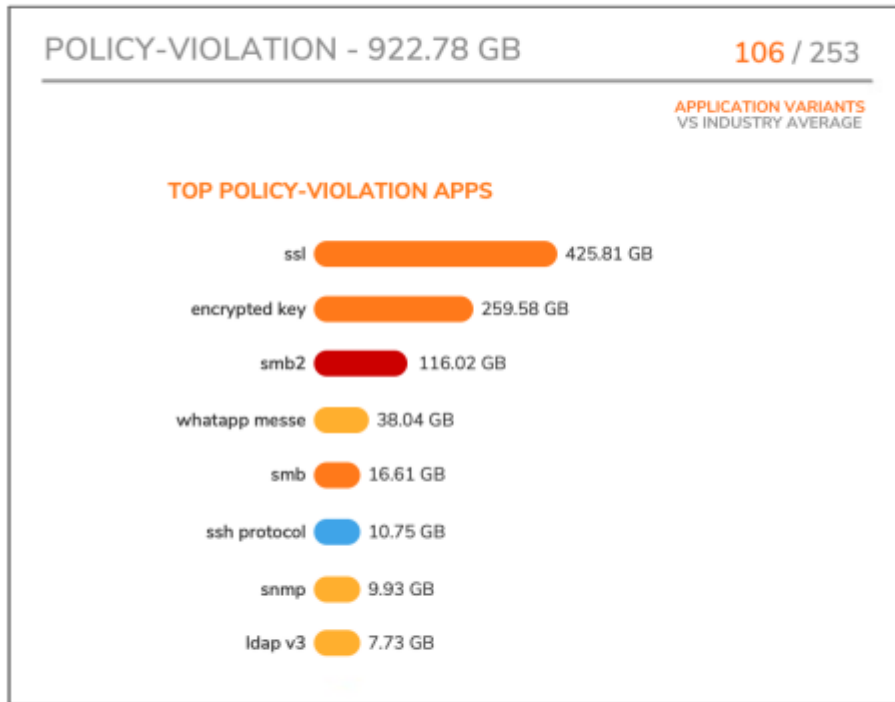 POLICY-VIOLATION - 922.78 GB
106 / 253
APPLICATION VARIANTS
VS INDUSTRY AVERAGE
TOP POLICY-VIOLATION APPS
ssl 425.81 GB
encrypted key 259.58 GB
smb2 116.02 GB
whatapp messe 38.04 GB
smb 16.61 GB
ssh protocol 10.75 GB
snmp 9.93 GB
ldap v3 7.73 GB